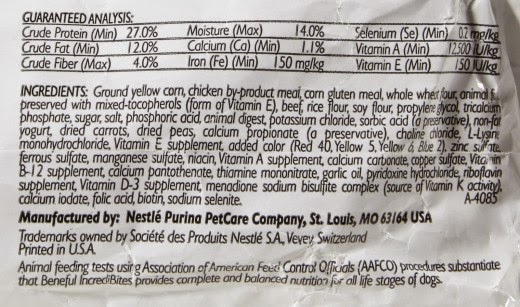 GUARANTEED ANALYSIS:
Crude Protein (Min) 27.0% Moisture (Max) 14.0% Selenium (Se) (Min) 0.2 mg/kg
Crude Fat (Min) 12.0% Calcium (Ca) (Min) 1.1% Vitamin A (Min) 12500 IU/kg
Crude Fiber (Max) 4.0% Iron (Fe) (Min) 150 mg/kg Vitamin E (Min) 150 IU/kg
INGREDIENTS: Ground yellow corn, chicken by-product meal, corn gluten meal, whole wheat flour, animal
preserved with mixed-tocopherols (form of Vitamin E), beef, rice flour, soy flour, propylene glycol, tricalcium
phosphate, sugar, salt, phosphoric acid, animal digest, potassium chloride, sorbic acid (a preservative), non-fat
yogurt, dried carrots, dried peas, calcium propionate (a preservative), choline chloride, L-Lysine
monohydrochloride, Vitamin E supplement, added color (Red 40, Yellow 5, Yellow 6, Blue 2), zinc sulfate,
ferrous sulfate, manganese sulfate, niacin, Vitamin A supplement, calcium carbonate, copper sulfate, Vitamin
B-12 supplement, calcium pantothenate, thiamine mononitrate, garlic oil, pyridoxine hydrochloride, riboflavin
supplement, Vitamin D-3 supplement, menadione sodium bisulfite complex (source of Vitamin K activity),
calcium iodate, folic acid, biotin, sodium selenite. A-4085
Manufactured by: Nestlé Purina PetCare Company, St. Louis, MO 63164 USA
Trademarks owned by Société des Produits Nestlé S.A., Vevey, Switzerland
Printed in U.S.A.
Animal feeding tests using Association of American Feed Control Officials (AAFCO) procedures substantiate
that Beneful IncrediBites provides complete and balanced nutrition for all life stages of dogs.